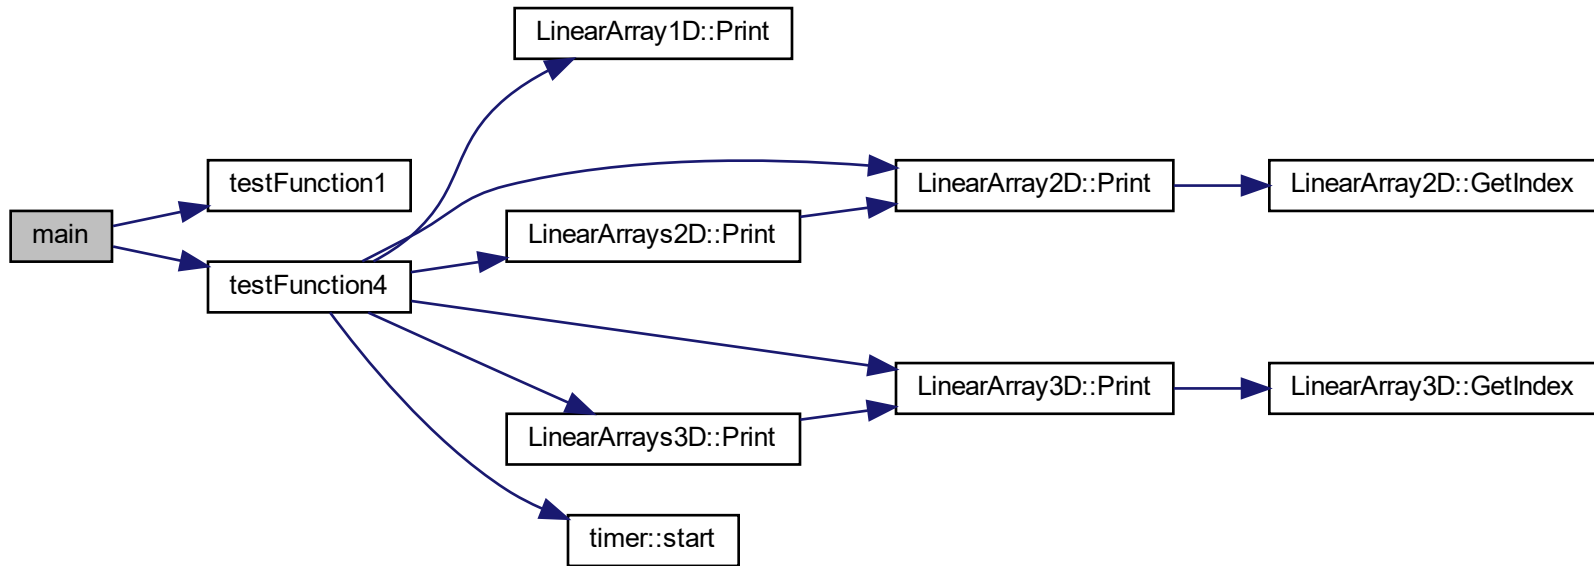 LinearArray1D::Print
testFunction1
LinearArray2D::Print
LinearArray2D::GetIndex
main
LinearArrays2D::Print
testFunction4
LinearArray3D::Print
LinearArray3D::GetIndex
LinearArrays3D::Print
timer::start